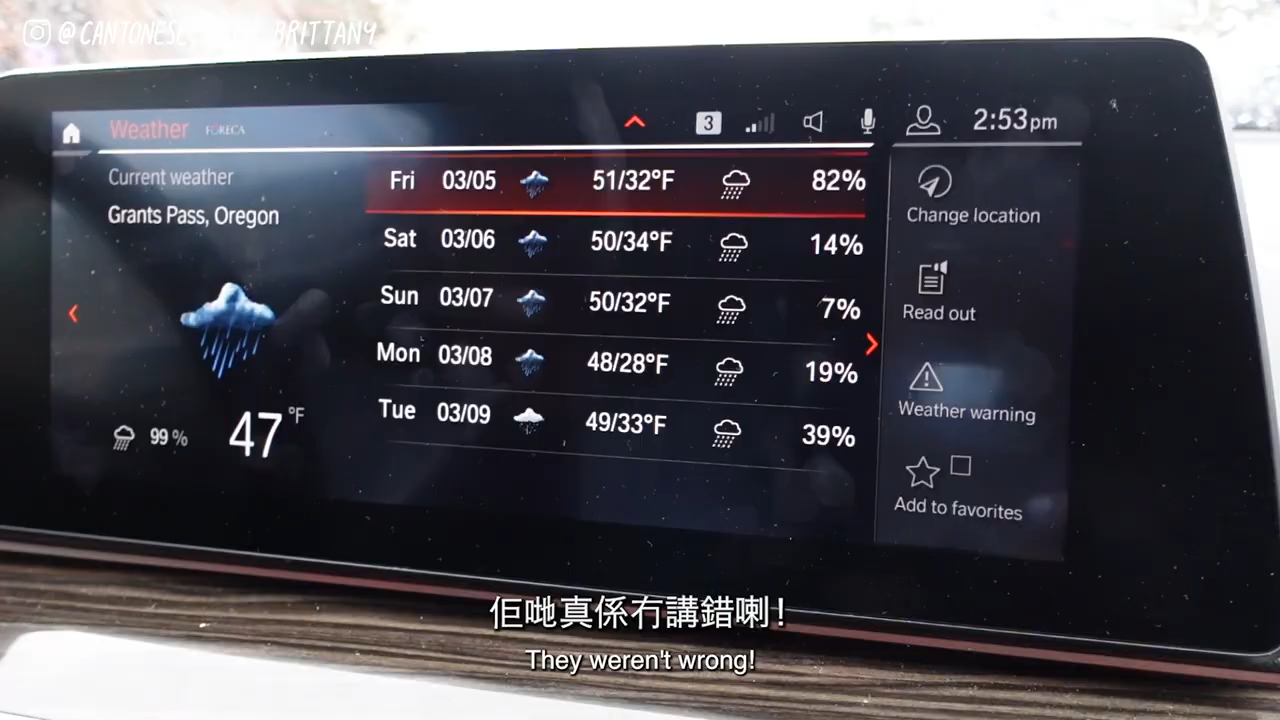 @CANTONESE BRITTANY
Weather FORECA
3
2:53pm
Current weather
Grants Pass, Oregon
99 %
47 °F
Fri 03/05 51/32°F 82%
Sat 03/06 50/34°F 14%
Sun 03/07 50/32°F 7%
Mon 03/08 48/28°F 19%
Tue 03/09 49/33°F 39%
Change location
Read out
Weather warning
Add to favorites
佢哋真係冇講錯喇！
They weren't wrong!